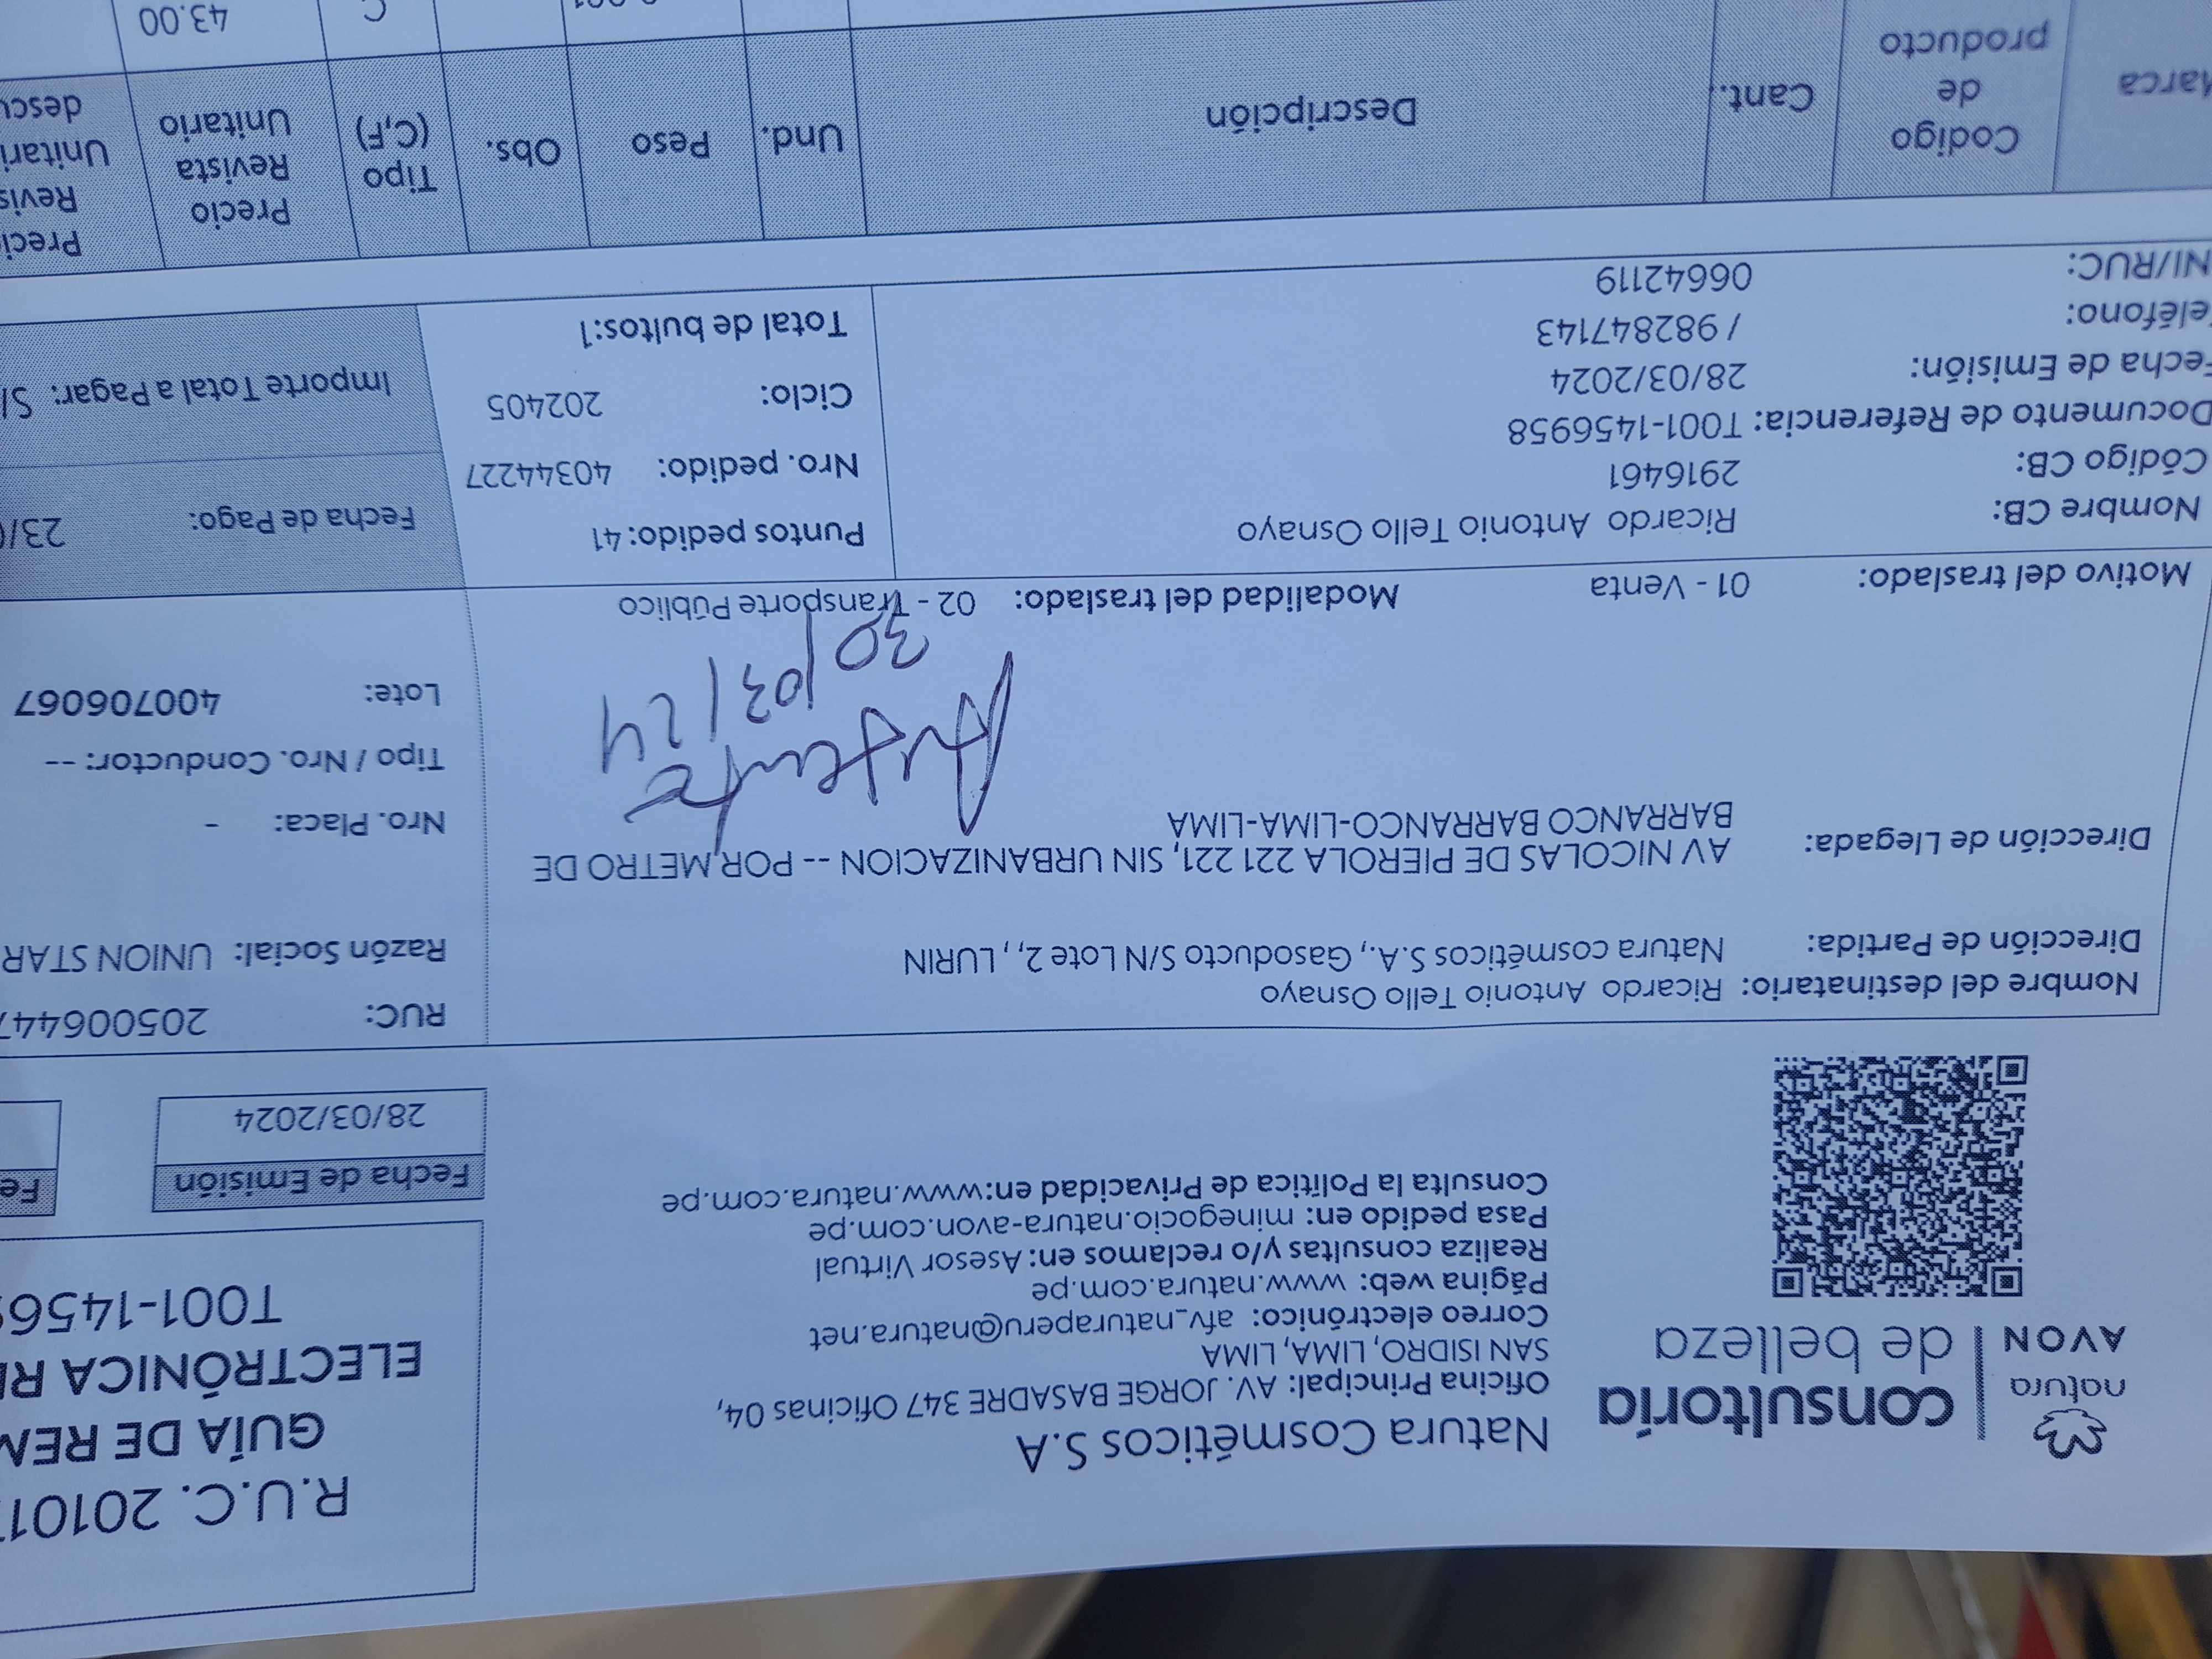 R.U.C. 20101
GUÍA DE REM
ELECTRÓNICA RE
T001-1456
natura
AVON
consultoría
de belleza
Natura Cosméticos S.A
Oficina Principal: AV. JORGE BASADRE 347 Oficinas 04,
SAN ISIDRO, LIMA, LIMA
Correo electrónico: afv_naturaperu@natura.net
Página web: www.natura.com.pe
Realiza consultas y/o reclamos en: Asesor Virtual
Pasa pedido en: minegocio.natura-avon.com.pe
Consulta la Política de Privacidad en: www.natura.com.pe
Fecha de Emisión
Fe
28/03/2024
Nombre del destinatario: Ricardo Antonio Tello Osnayo
Dirección de Partida: Natura cosméticos S.A., Gasoducto S/N Lote 2, , LURIN
Dirección de Llegada: AV NICOLAS DE PIEROLA 221 221, SIN URBANIZACION -- POR METRO DE
BARRANCO BARRANCO-LIMA-LIMA
RUC: 205006447
Razón Social: UNION STAR
Nro. Placa: -
Tipo / Nro. Conductor: --
Lote: 400706067
Ausente
30/03/24
Motivo del traslado: 01 - Venta Modalidad del traslado: 02 - Transporte Público
Nombre CB: Ricardo Antonio Tello Osnayo
Código CB: 2916461
Documento de Referencia: T001-1456958
Fecha de Emisión: 28/03/2024
Teléfono: / 982847143
NI/RUC: 06642119
Puntos pedido: 41
Nro. pedido: 40344227
Ciclo: 202405
Total de bultos:1
Fecha de Pago: 23/
Importe Total a Pagar: S/
Marca
Codigo
de
producto
Cant.
Descripción
Und.
Peso
Obs.
Tipo
(C,F)
Precio
Revista
Unitario
Preci
Revis
Unitari
descu
C
43.00